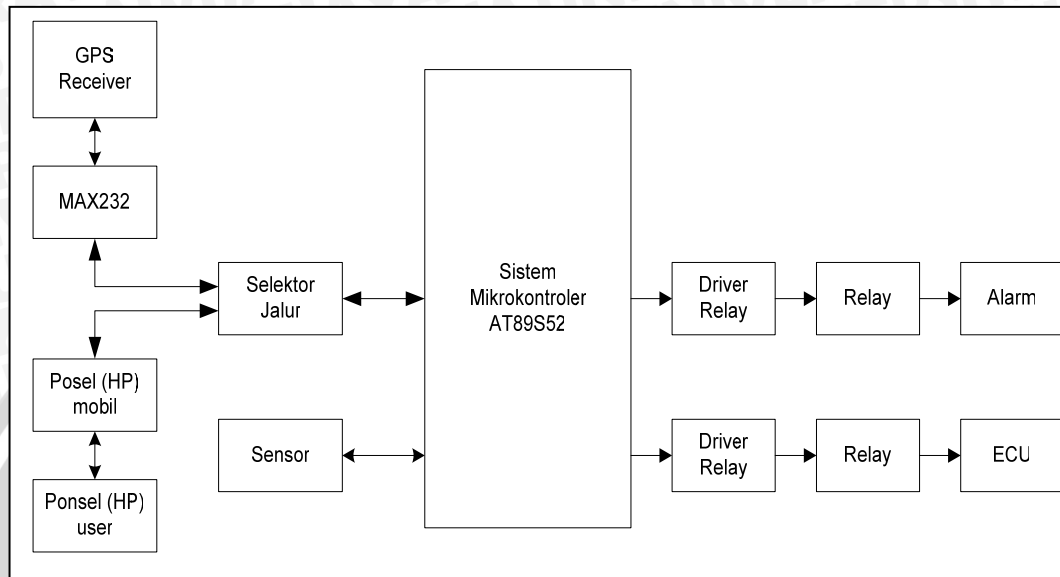 GPS
Receiver
MAX232
Selektor
Jalur
Posel (HP)
mobil
Ponsel (HP)
user
Sensor
Sistem
Mikrokontroler
AT89S52
Driver
Relay
Relay
Alarm
Driver
Relay
Relay
ECU